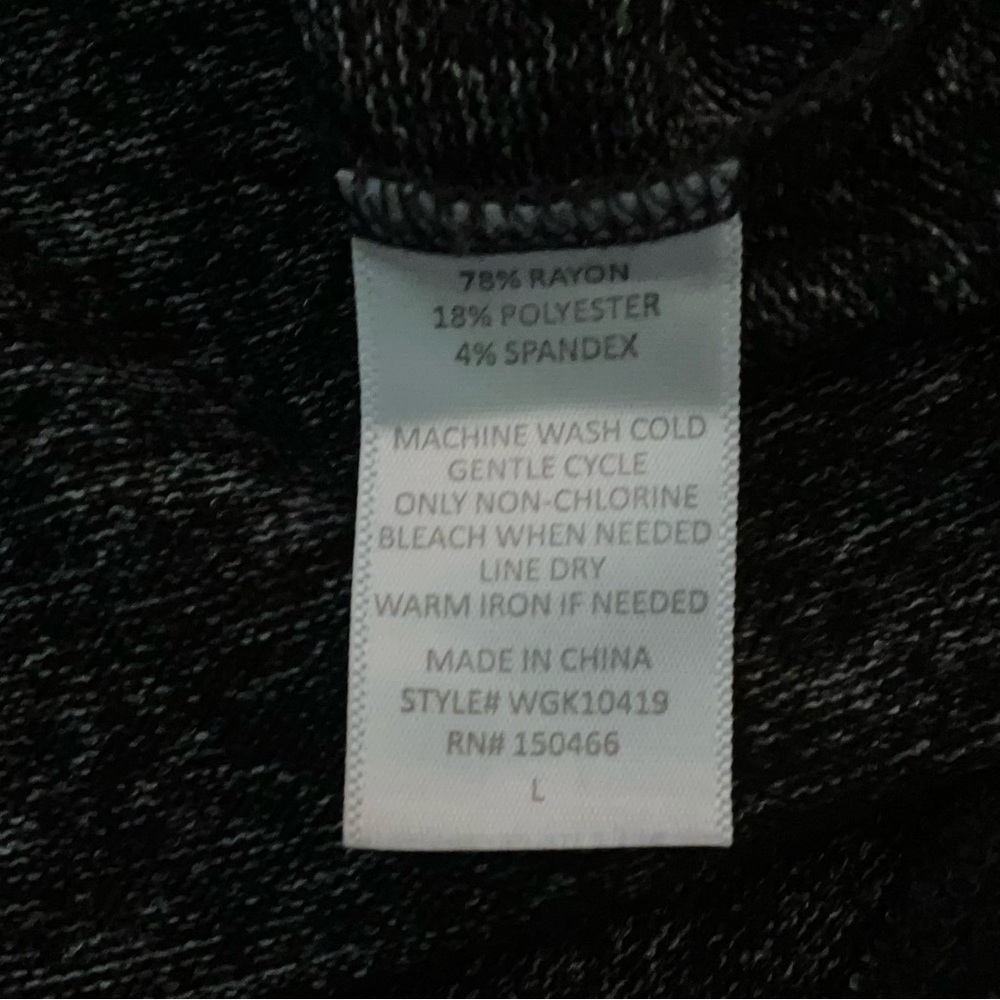 78% RAYON
18% POLYESTER
4% SPANDEX
MACHINE WASH COLD
GENTLE CYCLE
ONLY NON-CHLORINE
BLEACH WHEN NEEDED
LINE DRY
WARM IRON IF NEEDED
MADE IN CHINA
STYLE# WGK10419
RN# 150466
L